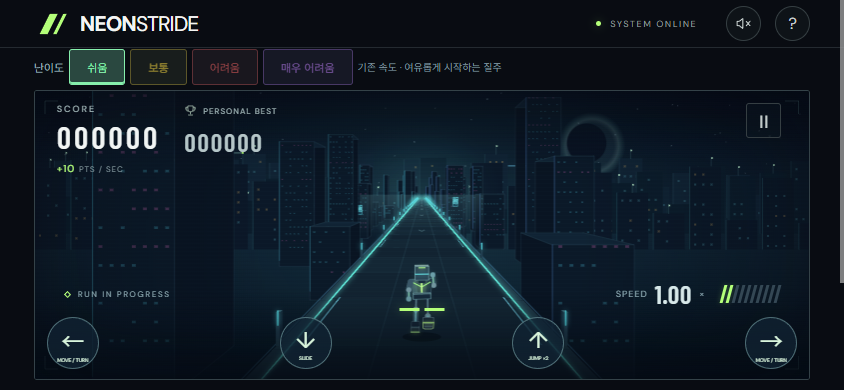 NEONSTRIDE
SYSTEM ONLINE
?
난이도
쉬움
보통
어려움
매우 어려움
기존 속도 · 여유롭게 시작하는 질주
SCORE
000000
+10 PTS / SEC
PERSONAL BEST
000000
RUN IN PROGRESS
SPEED 1.00 ×
MOVE / TURN
SLIDE
JUMP ×2
MOVE / TURN